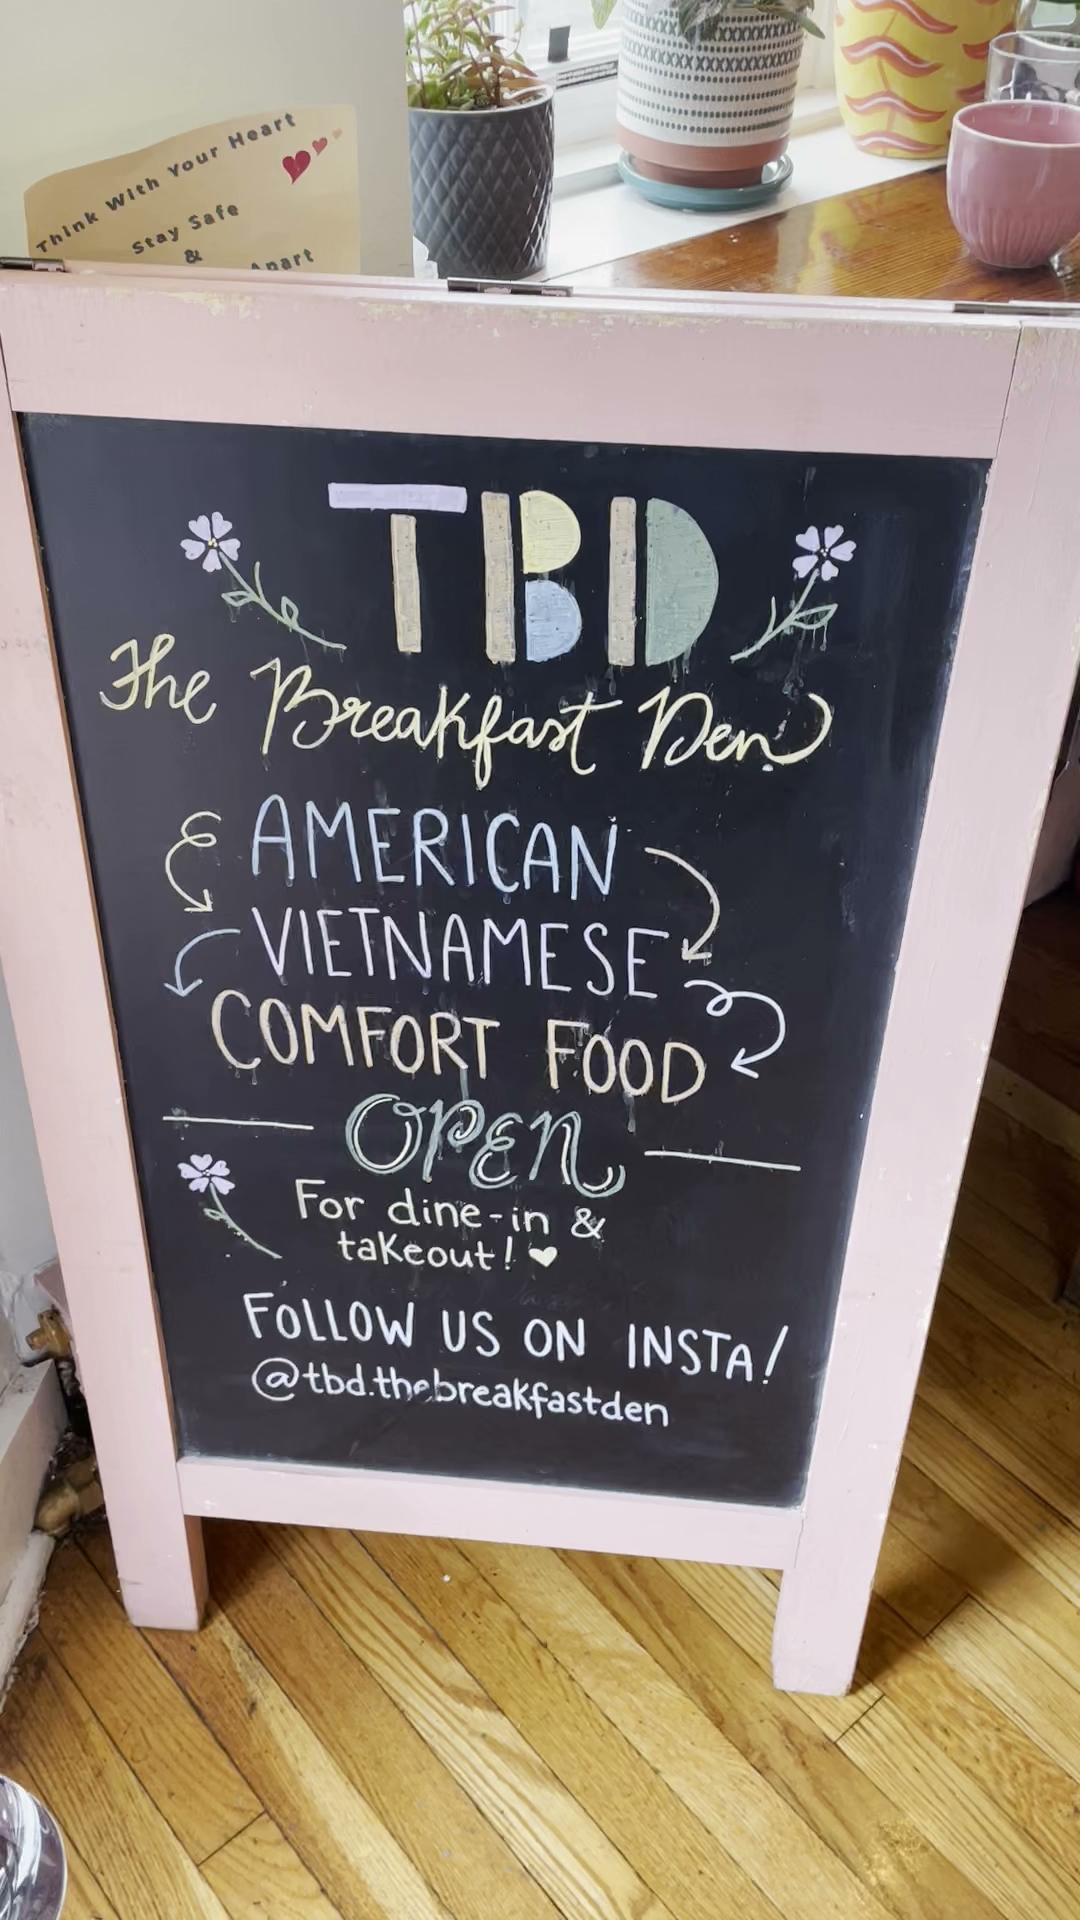 Think With Your Heart
Stay Safe
&
Apart
TBD
The Breakfast Den
AMERICAN
VIETNAMESE
COMFORT FOOD
OPEN
For dine-in &
takeout!
FOLLOW US ON INSTA!
@tbd.thebreakfastden